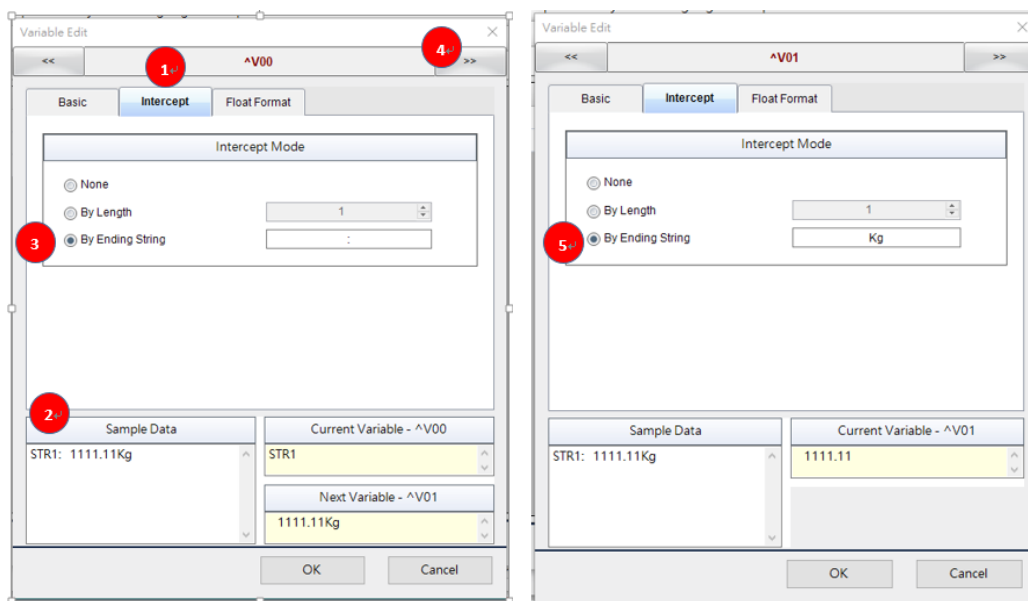 Variable Edit
<< ^V00 >>
1
4
Basic Intercept Float Format
Intercept Mode
None
By Length 1
3 By Ending String :
2
Sample Data
STR1: 1111.11Kg
Current Variable - ^V00
STR1
Next Variable - ^V01
1111.11Kg
OK Cancel
Variable Edit
<< ^V01 >>
Basic Intercept Float Format
Intercept Mode
None
By Length 1
5 By Ending String Kg
Sample Data
STR1: 1111.11Kg
Current Variable - ^V01
1111.11
OK Cancel